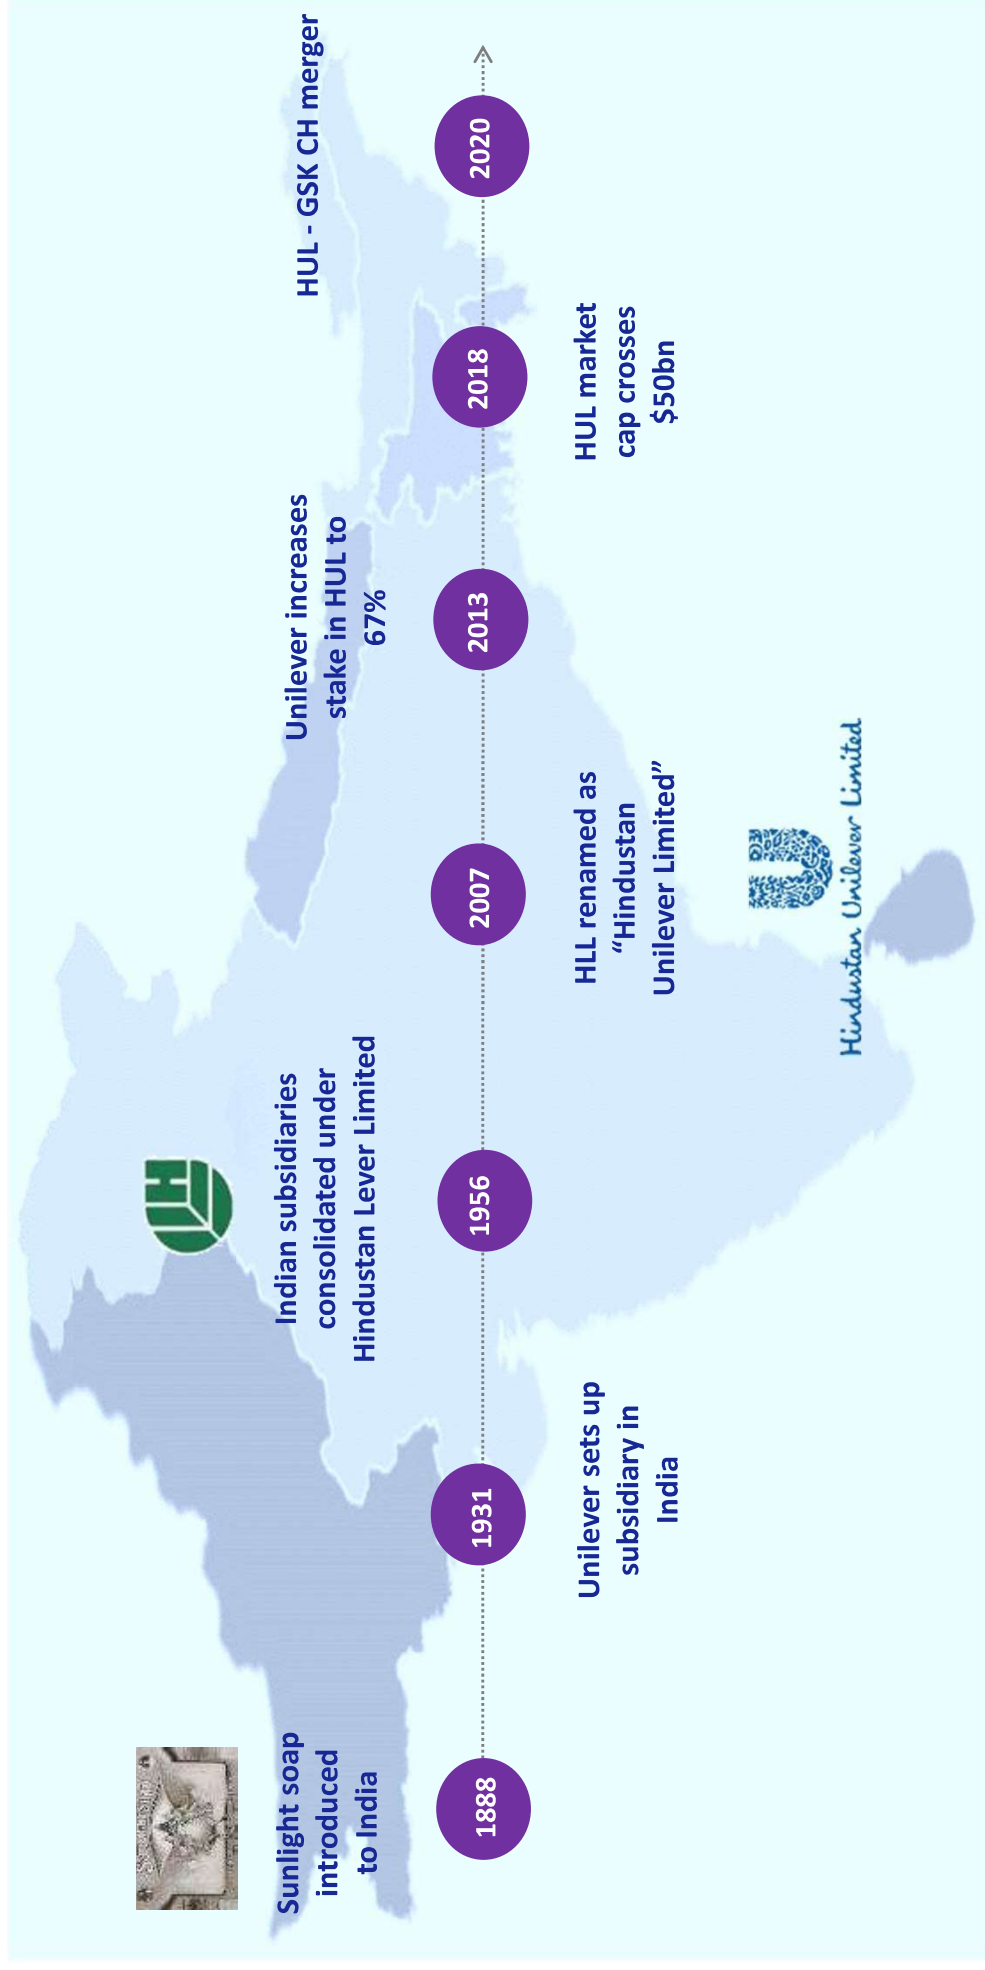 Sunlight soap
introduced
to India
1888
1931
Unilever sets up
subsidiary in
India
Indian subsidiaries
consolidated under
Hindustan Lever Limited
1956
2007
HLL renamed as
“Hindustan
Unilever Limited”
Hindustan Unilever Limited
Unilever increases
stake in HUL to
67%
2013
2018
HUL market
cap crosses
$50bn
HUL - GSK CH merger
2020